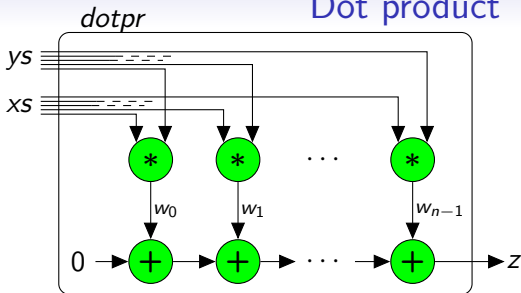 Dot product
dotpr
ys
xs
* * ··· *
w₀ w₁ wₙ₋₁
0 + + ··· + z